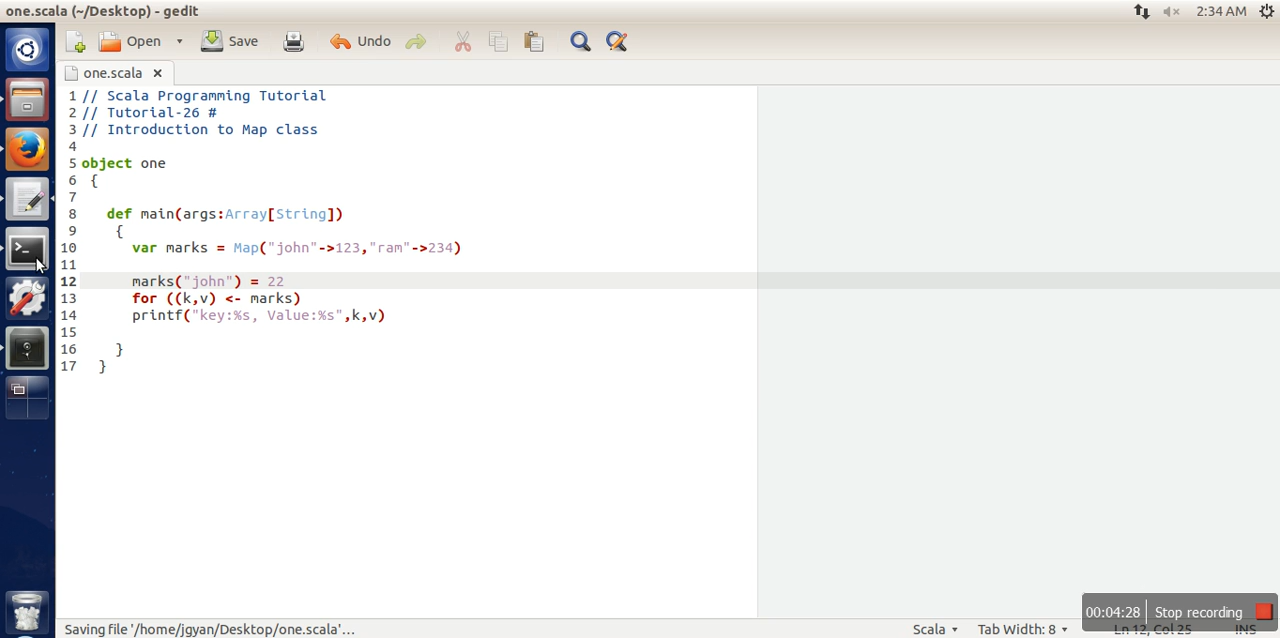 one.scala (~/Desktop) - gedit
2:34 AM
Open Save Undo
one.scala ×
1 // Scala Programming Tutorial
2 // Tutorial-26 #
3 // Introduction to Map class
4
5 object one
6 {
7
8 def main(args:Array[String])
9 {
10 var marks = Map("john"->123,"ram"->234)
11
12 marks("john") = 22
13 for ((k,v) <- marks)
14 printf("key:%s, Value:%s",k,v)
15
16 }
17 }
00:04:28 Stop recording
Saving file '/home/jgyan/Desktop/one.scala'... Scala Tab Width: 8 Ln 12, Col 25 INS